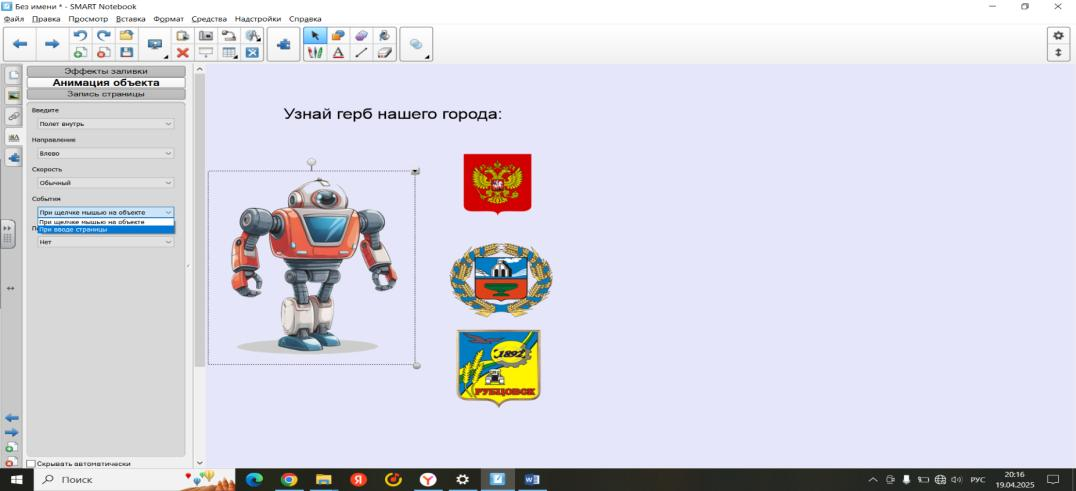 Без имени * - SMART Notebook
Файл Правка Просмотр Вставка Формат Средства Надстройки Справка
Эффекты заливки
Анимация объекта
Запись страницы
Введите
Полет внутрь
Направление
Влево
Скорость
Обычный
События
При щелчке мышью на объекте
При щелчке мышью на объекте
При вводе страницы
Нет
Узнай герб нашего города:
1892
РУБЦОВСК
Скрывать автоматически
Поиск
РУС
20:16
19.04.2025